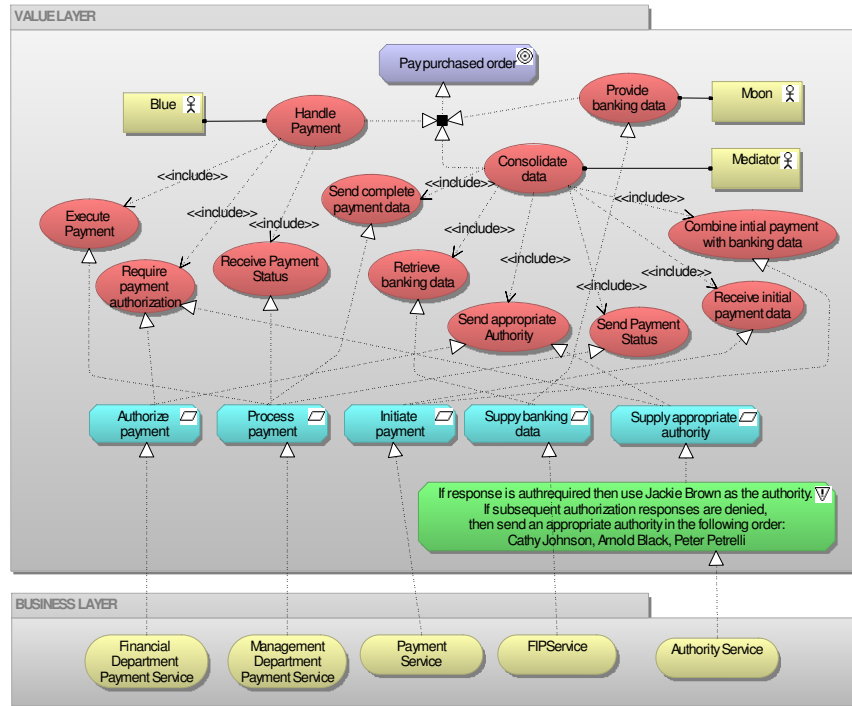 VALUE LAYER
Pay purchased order
Blue
Handle
Payment
Provide
banking data
Moon
Consolidate
data
Mediator
<<include>>
Send complete
payment data
<<include>>
Execute
Payment
<<include>>
<<include>>
<<include>>
Combine intial payment
with banking data
Require
payment
authorization
Receive Payment
Status
Retrieve
banking data
<<include>>
<<include>>
<<include>>
<<include>>
Receive initial
payment data
Send appropriate
Authority
Send Payment
Status
Authorize
payment
Process
payment
Initiate
payment
Suppy banking
data
Supply appropriate
authority
If response is authrequired then use Jackie Brown as the authority.
If subsequent authorization responses are denied,
then send an appropriate authority in the following order:
Cathy Johnson, Arnold Black, Peter Petrelli
BUSINESS LAYER
Financial
Department
Payment Service
Management
Department
Payment Service
Payment
Service
FIPService
Authority Service